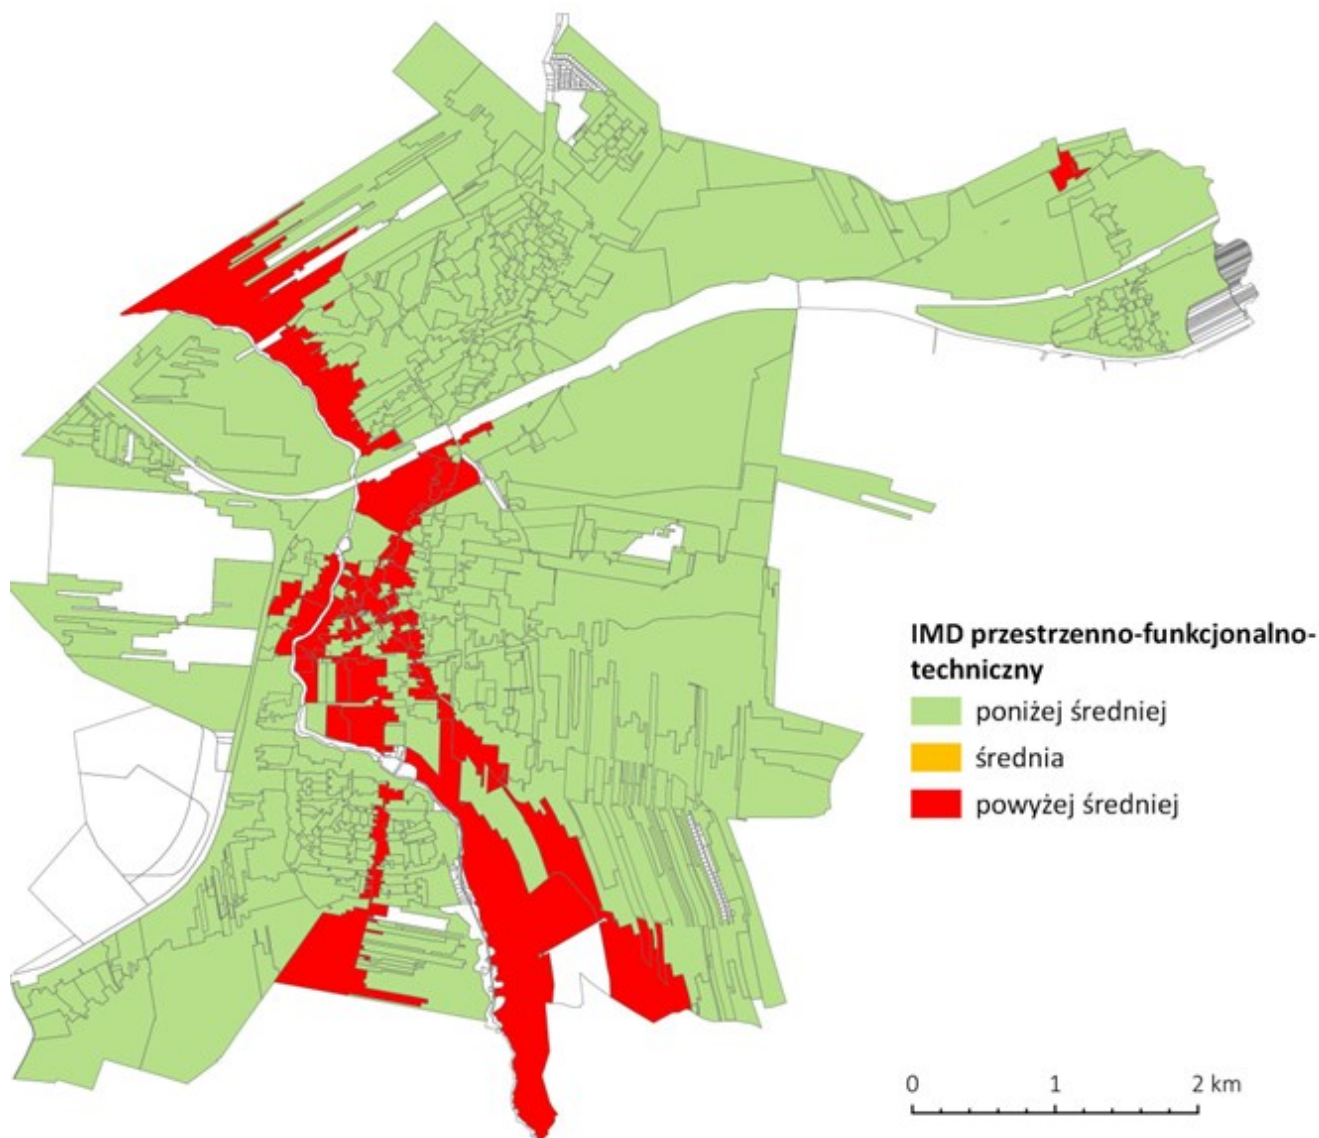 IMD przestrzenno-funkcjonalno-
techniczny
poniżej średniej
średnia
powyżej średniej
0 1 2 km